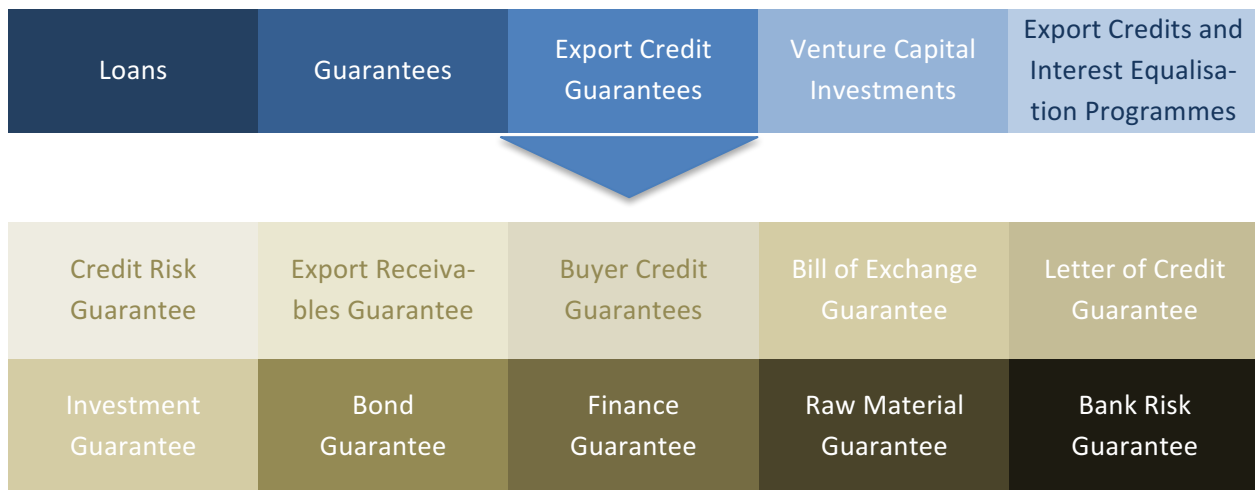 Loans
Guarantees
Export Credit
Guarantees
Venture Capital
Investments
Export Credits and
Interest Equalisa-
tion Programmes
Credit Risk
Guarantee
Export Receiva-
bles Guarantee
Buyer Credit
Guarantees
Bill of Exchange
Guarantee
Letter of Credit
Guarantee
Investment
Guarantee
Bond
Guarantee
Finance
Guarantee
Raw Material
Guarantee
Bank Risk
Guarantee